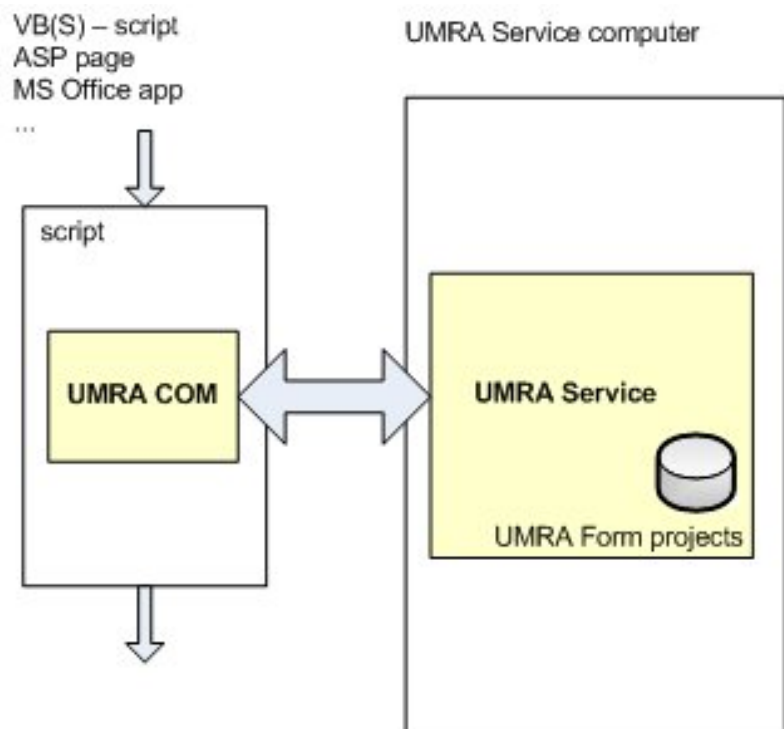 VB(S) – script
ASP page
MS Office app
...
UMRA Service computer
script
UMRA COM
UMRA Service
UMRA Form projects